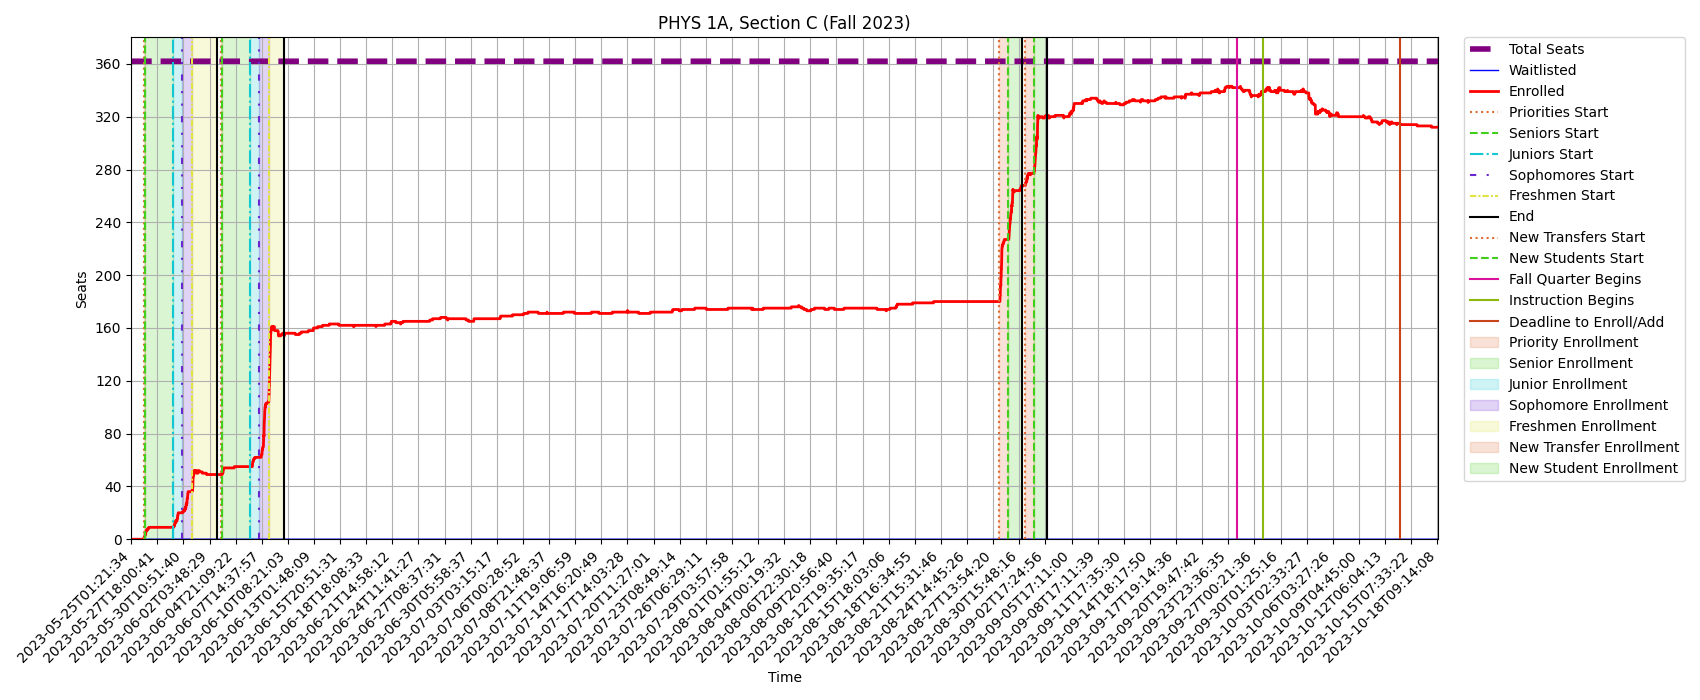 PHYS 1A, Section C (Fall 2023)
Seats
360
320
280
240
200
160
120
80
40
0
2023-05-25T01:21:34
2023-05-27T18:00:41
2023-05-30T10:51:40
2023-06-02T03:48:29
2023-06-04T21:09:22
2023-06-07T14:37:57
2023-06-10T08:21:03
2023-06-13T01:48:09
2023-06-15T20:51:31
2023-06-18T18:08:33
2023-06-21T14:58:12
2023-06-24T11:41:27
2023-06-27T08:37:31
2023-06-30T05:58:37
2023-07-03T03:15:17
2023-07-06T00:28:52
2023-07-08T21:48:37
2023-07-11T19:06:59
2023-07-14T16:20:49
2023-07-17T14:03:28
2023-07-20T11:27:01
2023-07-23T08:49:14
2023-07-26T06:29:11
2023-07-29T03:57:58
2023-08-01T01:55:12
2023-08-04T00:19:32
2023-08-06T22:30:18
2023-08-09T20:56:40
2023-08-12T19:35:17
2023-08-15T18:03:06
2023-08-18T16:34:55
2023-08-21T15:31:46
2023-08-24T14:45:26
2023-08-27T13:54:20
2023-08-30T15:48:16
2023-09-02T17:24:56
2023-09-05T17:11:00
2023-09-08T17:11:39
2023-09-11T17:35:30
2023-09-14T18:17:50
2023-09-17T19:14:36
2023-09-20T19:47:42
2023-09-23T23:36:35
2023-09-27T00:21:36
2023-09-30T01:25:16
2023-10-03T02:33:27
2023-10-06T03:27:26
2023-10-09T04:45:00
2023-10-12T06:04:13
2023-10-15T07:33:22
2023-10-18T09:14:08
Time
Total Seats
Waitlisted
Enrolled
Priorities Start
Seniors Start
Juniors Start
Sophomores Start
Freshmen Start
End
New Transfers Start
New Students Start
Fall Quarter Begins
Instruction Begins
Deadline to Enroll/Add
Priority Enrollment
Senior Enrollment
Junior Enrollment
Sophomore Enrollment
Freshmen Enrollment
New Transfer Enrollment
New Student Enrollment